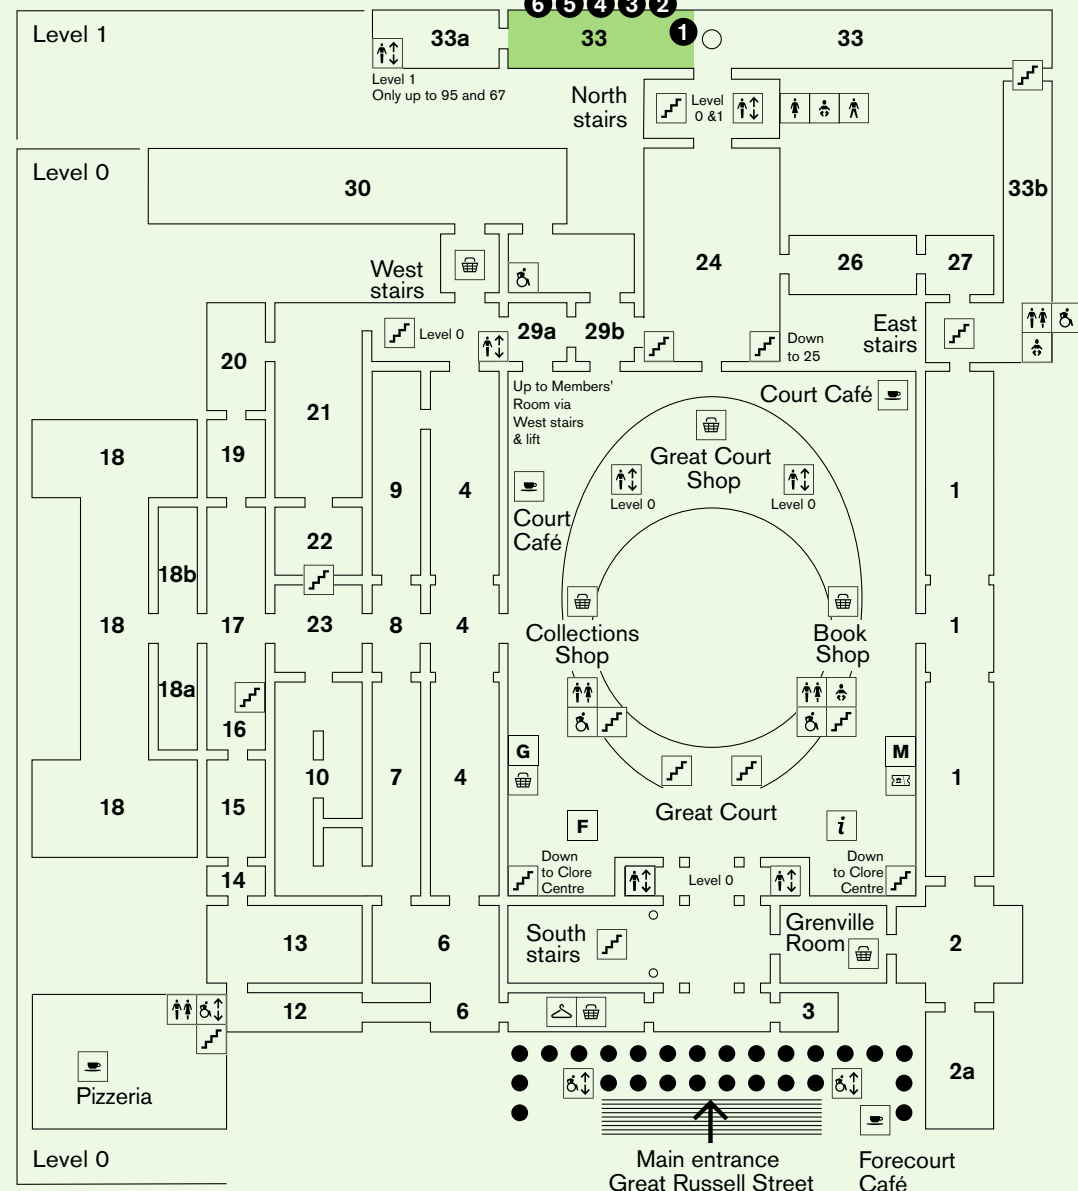 6 5 4 3 2
Level 1
33a
33
1
33
Level 1
Only up to 95 and 67
North
stairs
Level
0 &1
Level 0
30
33b
24
26
27
West
stairs
Level 0
29a
29b
Down
to 25
East
stairs
20
21
Up to Members’
Room via
West stairs
& lift
Court Café
18
19
9
4
Great Court
Shop
Level 0
Level 0
1
Court
Café
22
18b
18
17
23
8
4
Collections
Shop
Book
Shop
1
18a
16
G
M
10
7
4
1
18
15
Great Court
F
i
14
Down
to Clore
Centre
Level 0
Down
to Clore
Centre
13
6
South
stairs
Grenville
Room
2
12
6
3
2a
Pizzeria
Level 0
Main entrance
Great Russell Street
Forecourt
Café